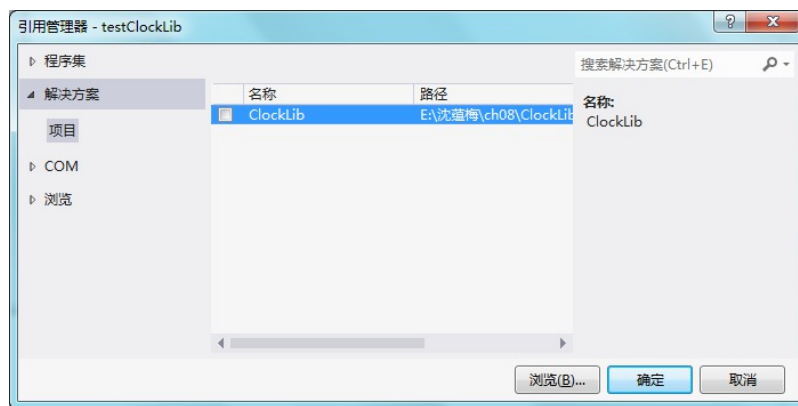 引用管理器 - testClockLib
程序集
搜索解决方案(Ctrl+E)
解决方案
名称
路径
名称:
ClockLib
E:\沈蕴梅\ch08\ClockLib
ClockLib
项目
COM
浏览
浏览(B)...
确定
取消